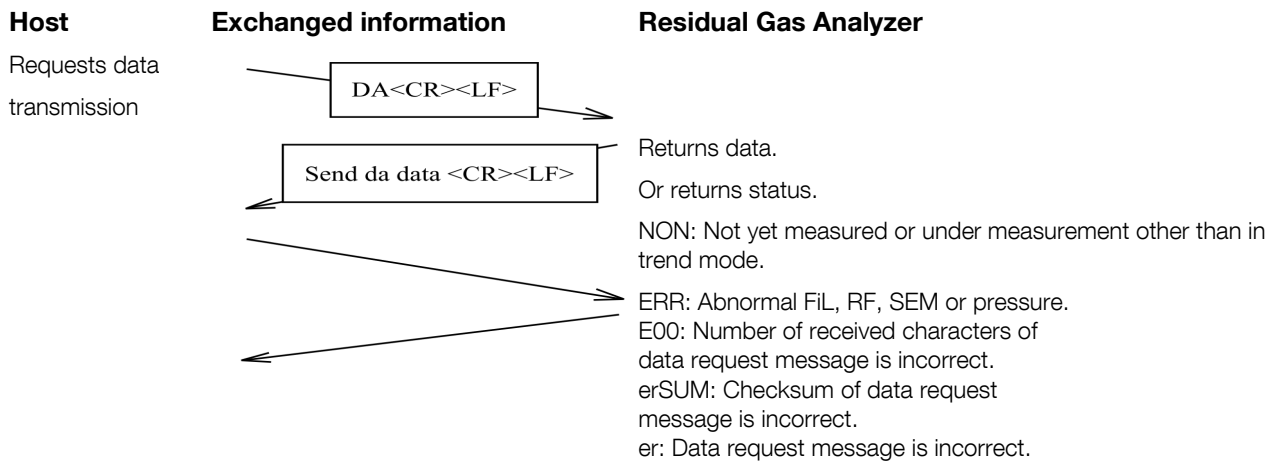 Host Exchanged information Residual Gas Analyzer
Requests data
transmission
DA<CR><LF>
Send da data <CR><LF>
Returns data.
Or returns status.
NON: Not yet measured or under measurement other than in
trend mode.
ERR: Abnormal FiL, RF, SEM or pressure.
E00: Number of received characters of
data request message is incorrect.
erSUM: Checksum of data request
message is incorrect.
er: Data request message is incorrect.